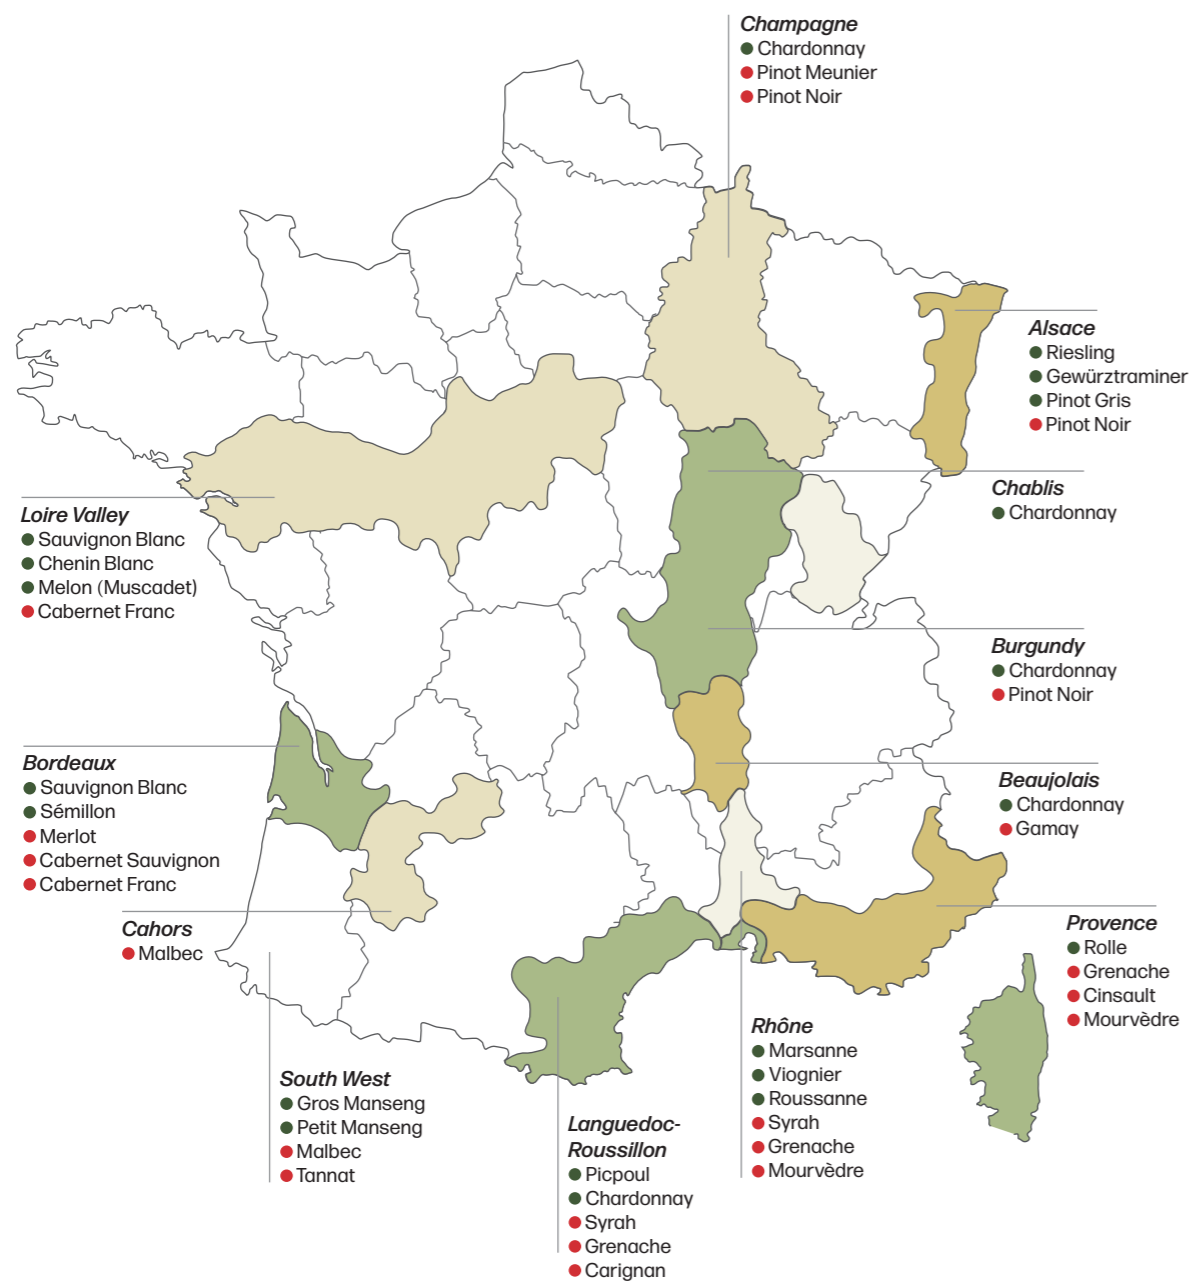 Champagne
Chardonnay
Pinot Meunier
Pinot Noir
Alsace
Riesling
Gewürztraminer
Pinot Gris
Pinot Noir
Chablis
Chardonnay
Loire Valley
Sauvignon Blanc
Chenin Blanc
Melon (Muscadet)
Cabernet Franc
Burgundy
Chardonnay
Pinot Noir
Bordeaux
Sauvignon Blanc
Sémillon
Merlot
Cabernet Sauvignon
Cabernet Franc
Beaujolais
Chardonnay
Gamay
Cahors
Malbec
Provence
Rolle
Grenache
Cinsault
Mourvèdre
Rhône
Marsanne
Viognier
Roussanne
Syrah
Grenache
Mourvèdre
South West
Gros Manseng
Petit Manseng
Malbec
Tannat
Languedoc-
Roussillon
Picpoul
Chardonnay
Syrah
Grenache
Carignan